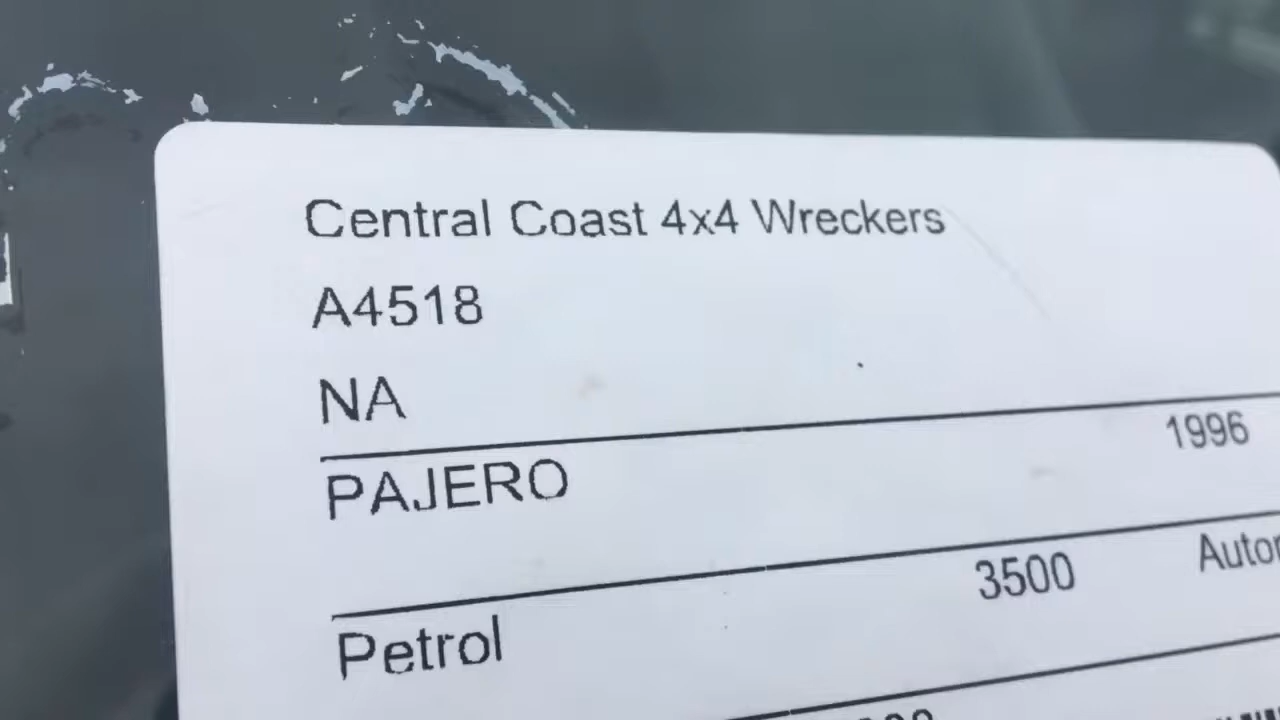 Central Coast 4x4 Wreckers
A4518
NA
PAJERO 1996
Petrol 3500